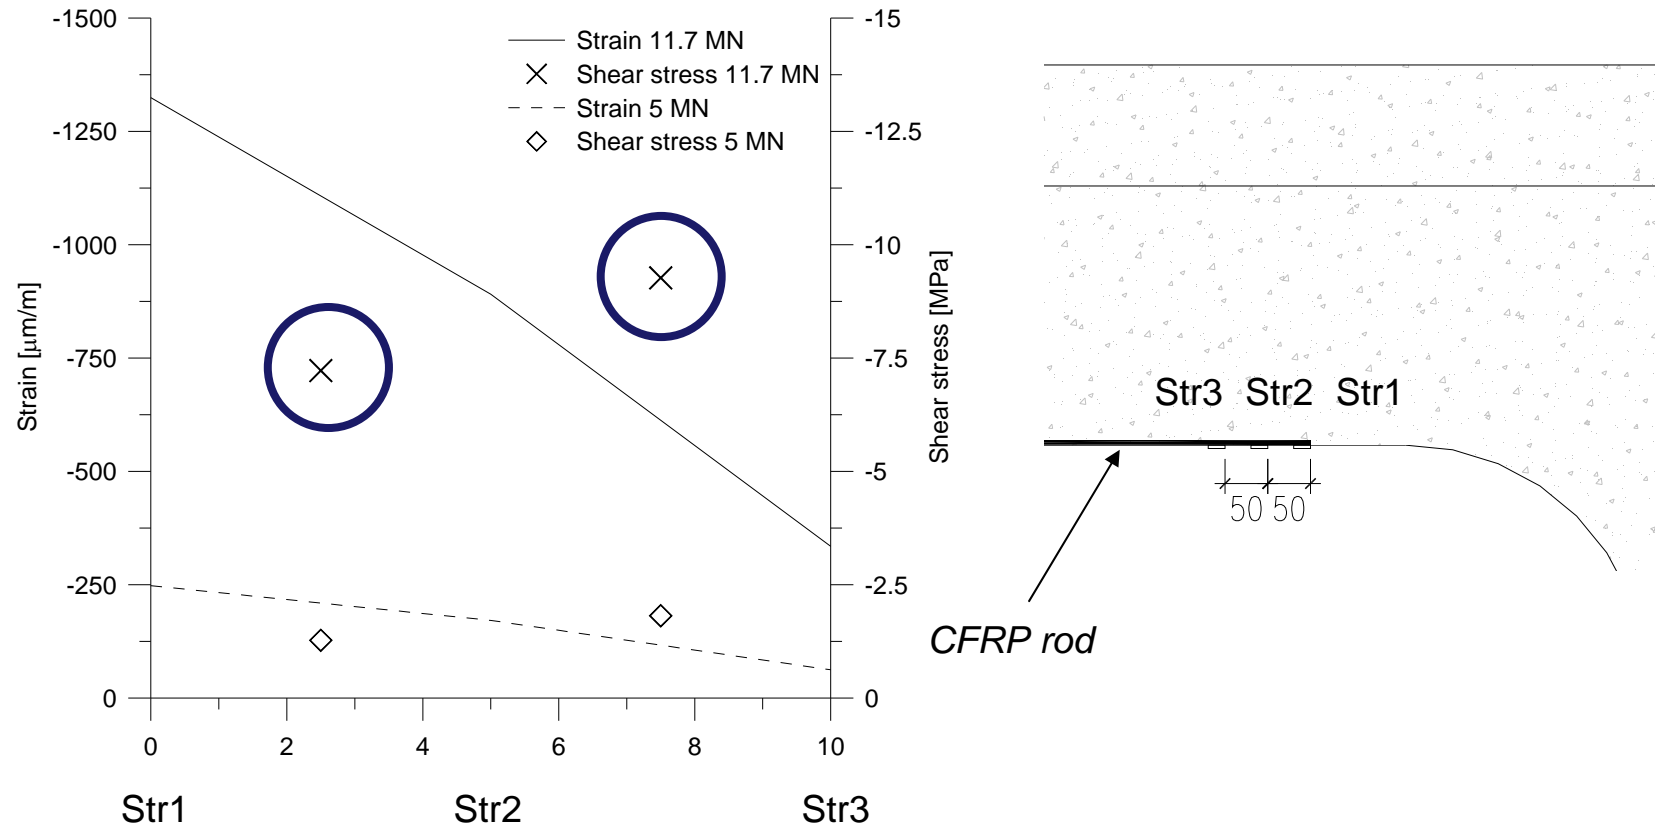 -1500
-1250
-1000
-750
-500
-250
0
Strain [μm/m]
Strain 11.7 MN
Shear stress 11.7 MN
Strain 5 MN
Shear stress 5 MN
-15
-12.5
-10
-7.5
-5
-2.5
0
Shear stress [MPa]
0 2 4 6 8 10
Str1 Str2 Str3
Str3 Str2 Str1
50 50
CFRP rod